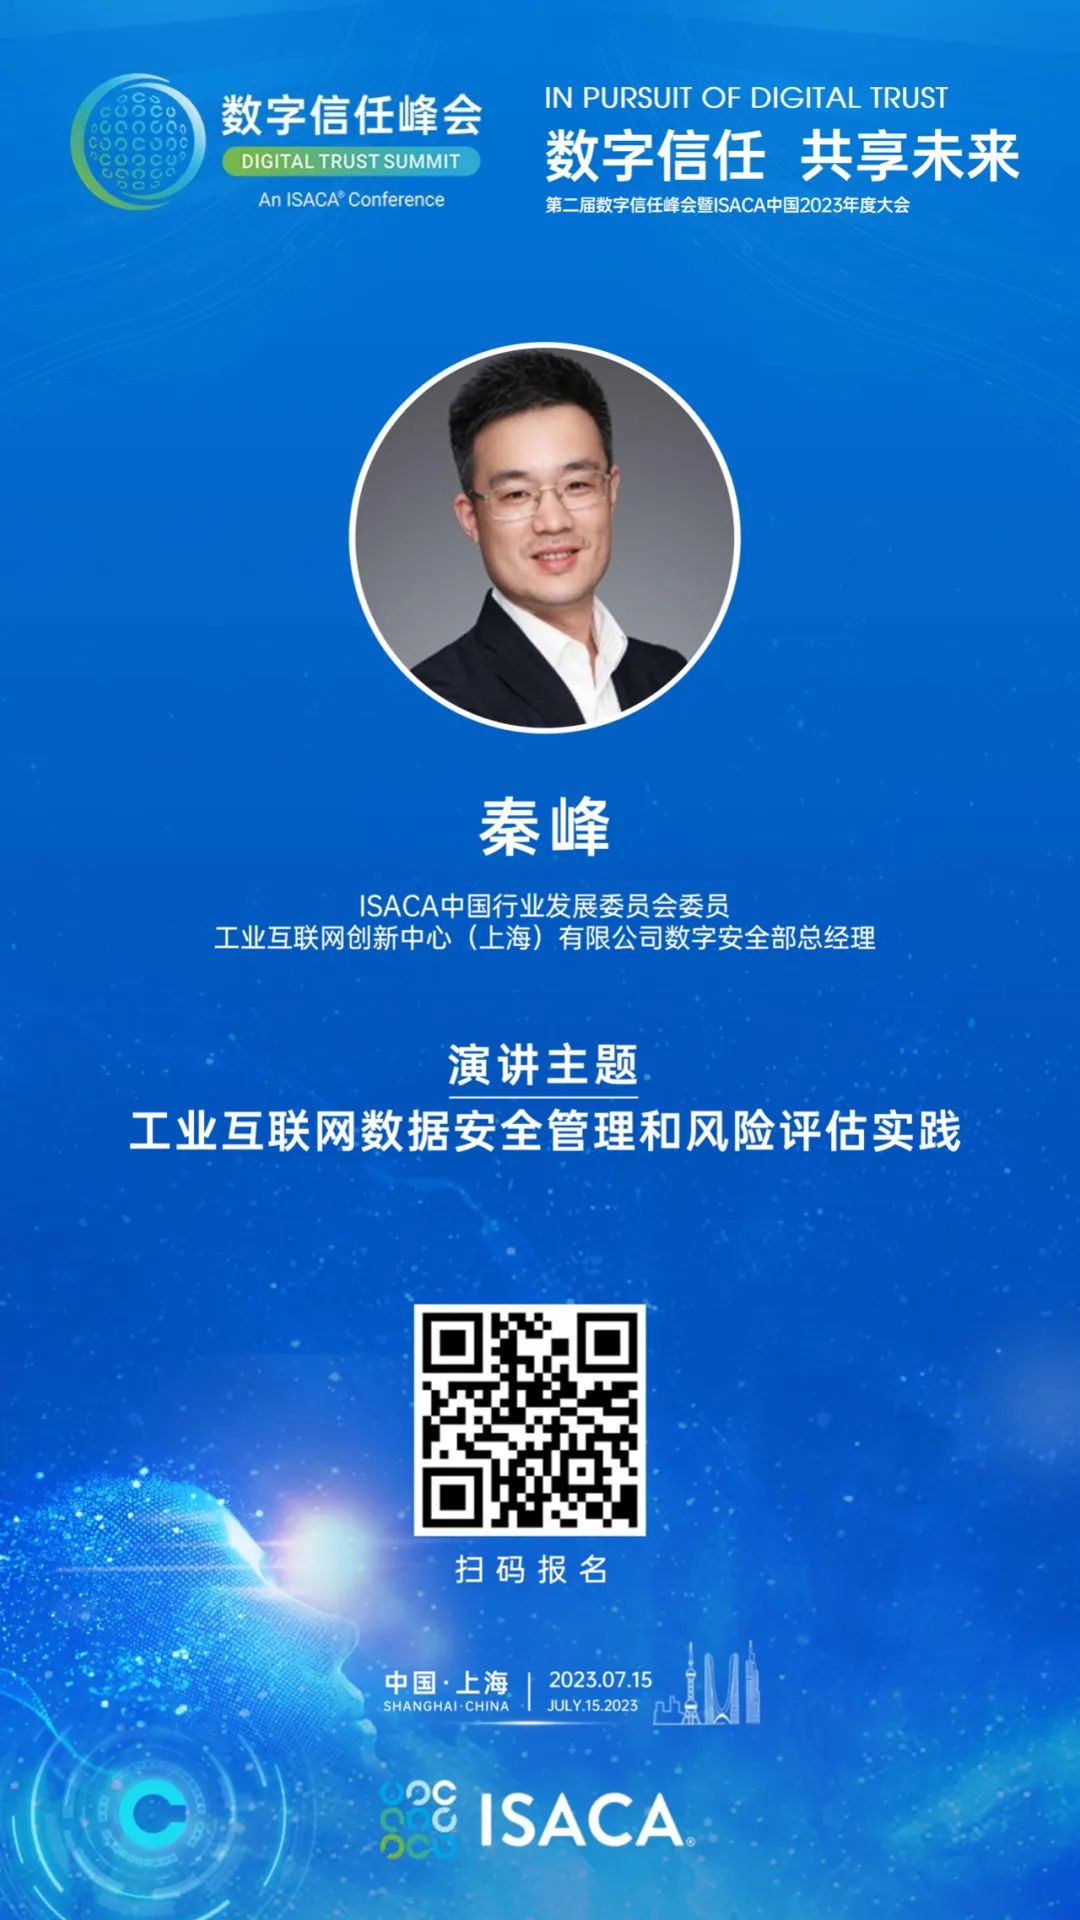 数字信任峰会
DIGITAL TRUST SUMMIT
An ISACA® Conference
IN PURSUIT OF DIGITAL TRUST
数字信任 共享未来
第二届数字信任峰会暨ISACA中国2023年度大会
秦峰
ISACA中国行业发展委员会委员
工业互联网创新中心（上海）有限公司数字安全部总经理
演讲主题
工业互联网数据安全管理和风险评估实践
扫码报名
中国·上海
SHANGHAI·CHINA
2023.07.15
JULY.15.2023
ISACA®